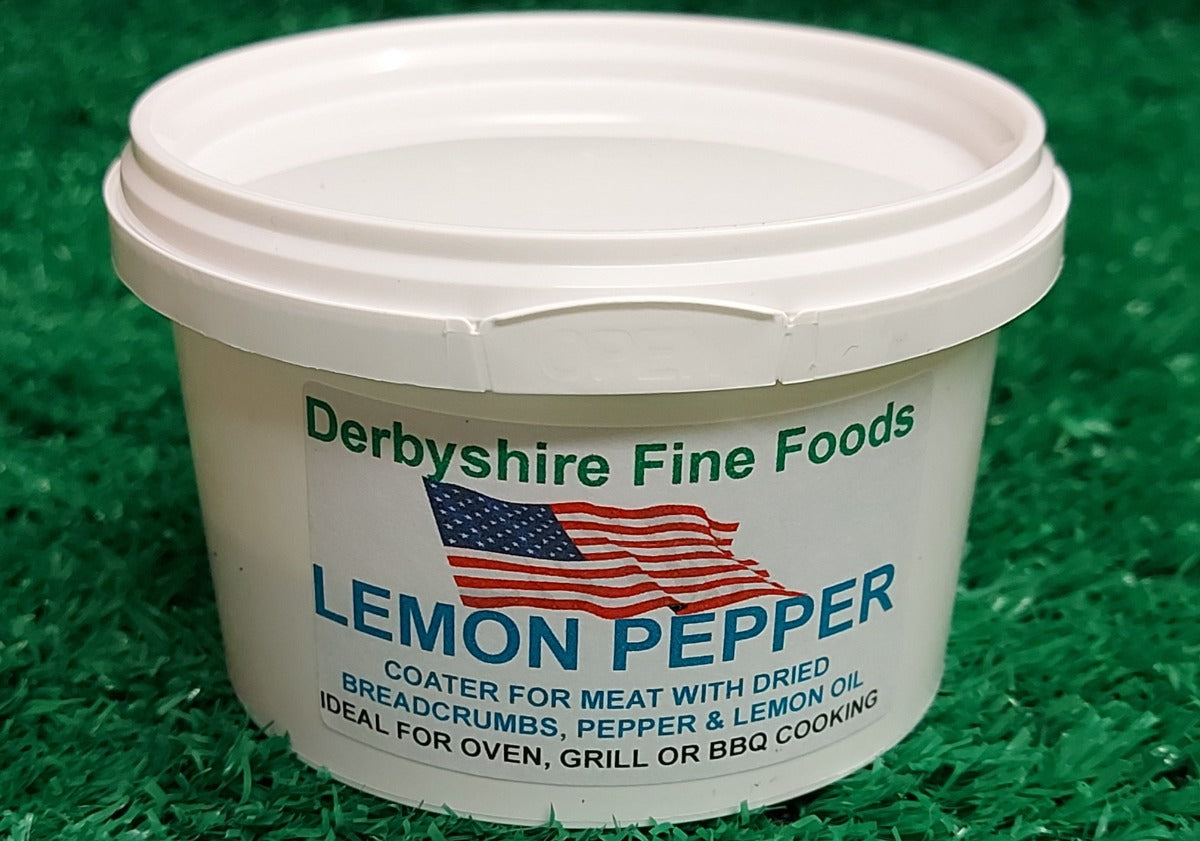 OPEN
Derbyshire Fine Foods
LEMON PEPPER
COATER FOR MEAT WITH DRIED
BREADCRUMBS, PEPPER & LEMON OIL
IDEAL FOR OVEN, GRILL OR BBQ COOKING